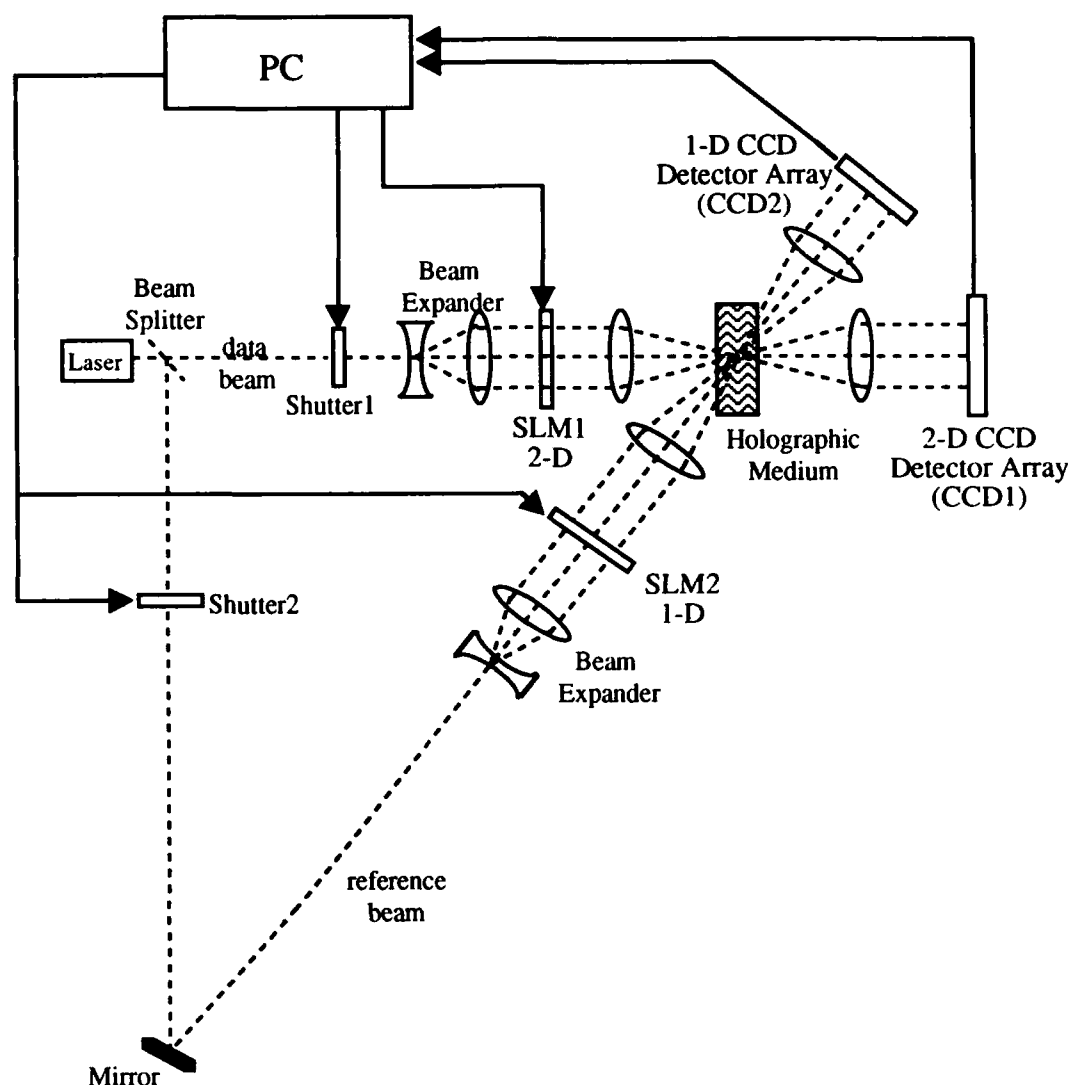 PC
1-D CCD
Detector Array
(CCD2)
Beam
Expander
Beam
Splitter
Laser
data
beam
Shutter1
SLM1
2-D
Holographic
Medium
2-D CCD
Detector Array
(CCD1)
SLM2
1-D
Shutter2
Beam
Expander
reference
beam
Mirror